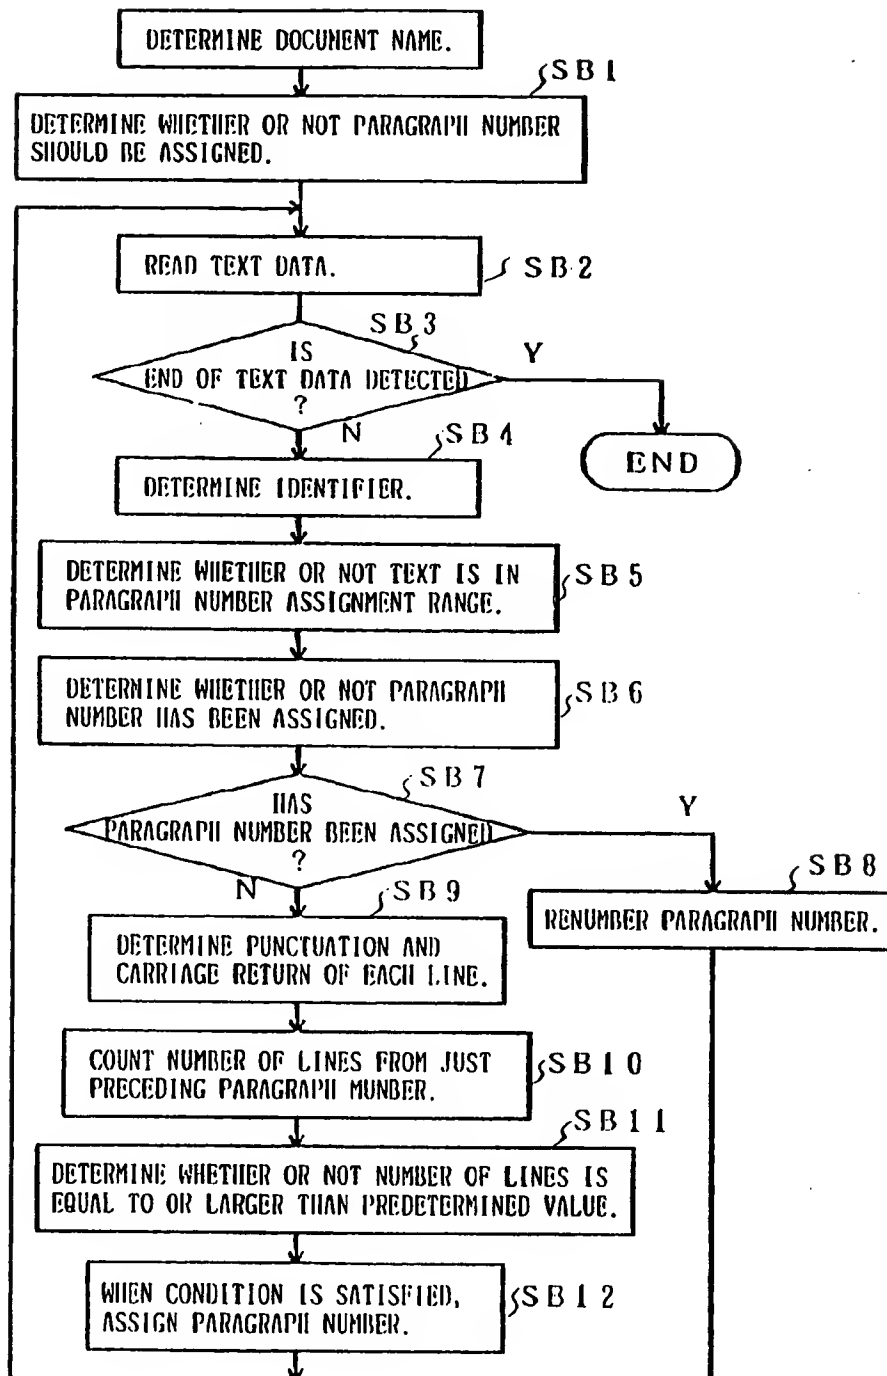 DETERMINE DOCUMENT NAME.
SB1
DETERMINE WHETHER OR NOT PARAGRAPH NUMBER
SHOULD BE ASSIGNED.
READ TEXT DATA.
SB2
SB3
IS
END OF TEXT DATA DETECTED
?
Y
N
SB4
END
DETERMINE IDENTIFIER.
DETERMINE WHETHER OR NOT TEXT IS IN
PARAGRAPH NUMBER ASSIGNMENT RANGE.
SB5
DETERMINE WHETHER OR NOT PARAGRAPH
NUMBER HAS BEEN ASSIGNED.
SB6
SB7
HAS
PARAGRAPH NUMBER BEEN ASSIGNED
?
Y
N
SB8
RENUMBER PARAGRAPH NUMBER.
SB9
DETERMINE PUNCTUATION AND
CARRIAGE RETURN OF EACH LINE.
COUNT NUMBER OF LINES FROM JUST
PRECEDING PARAGRAPH MUNBER.
SB10
SB11
DETERMINE WHETHER OR NOT NUMBER OF LINES IS
EQUAL TO OR LARGER THAN PREDETERMINED VALUE.
WHEN CONDITION IS SATISFIED,
ASSIGN PARAGRAPH NUMBER.
SB12